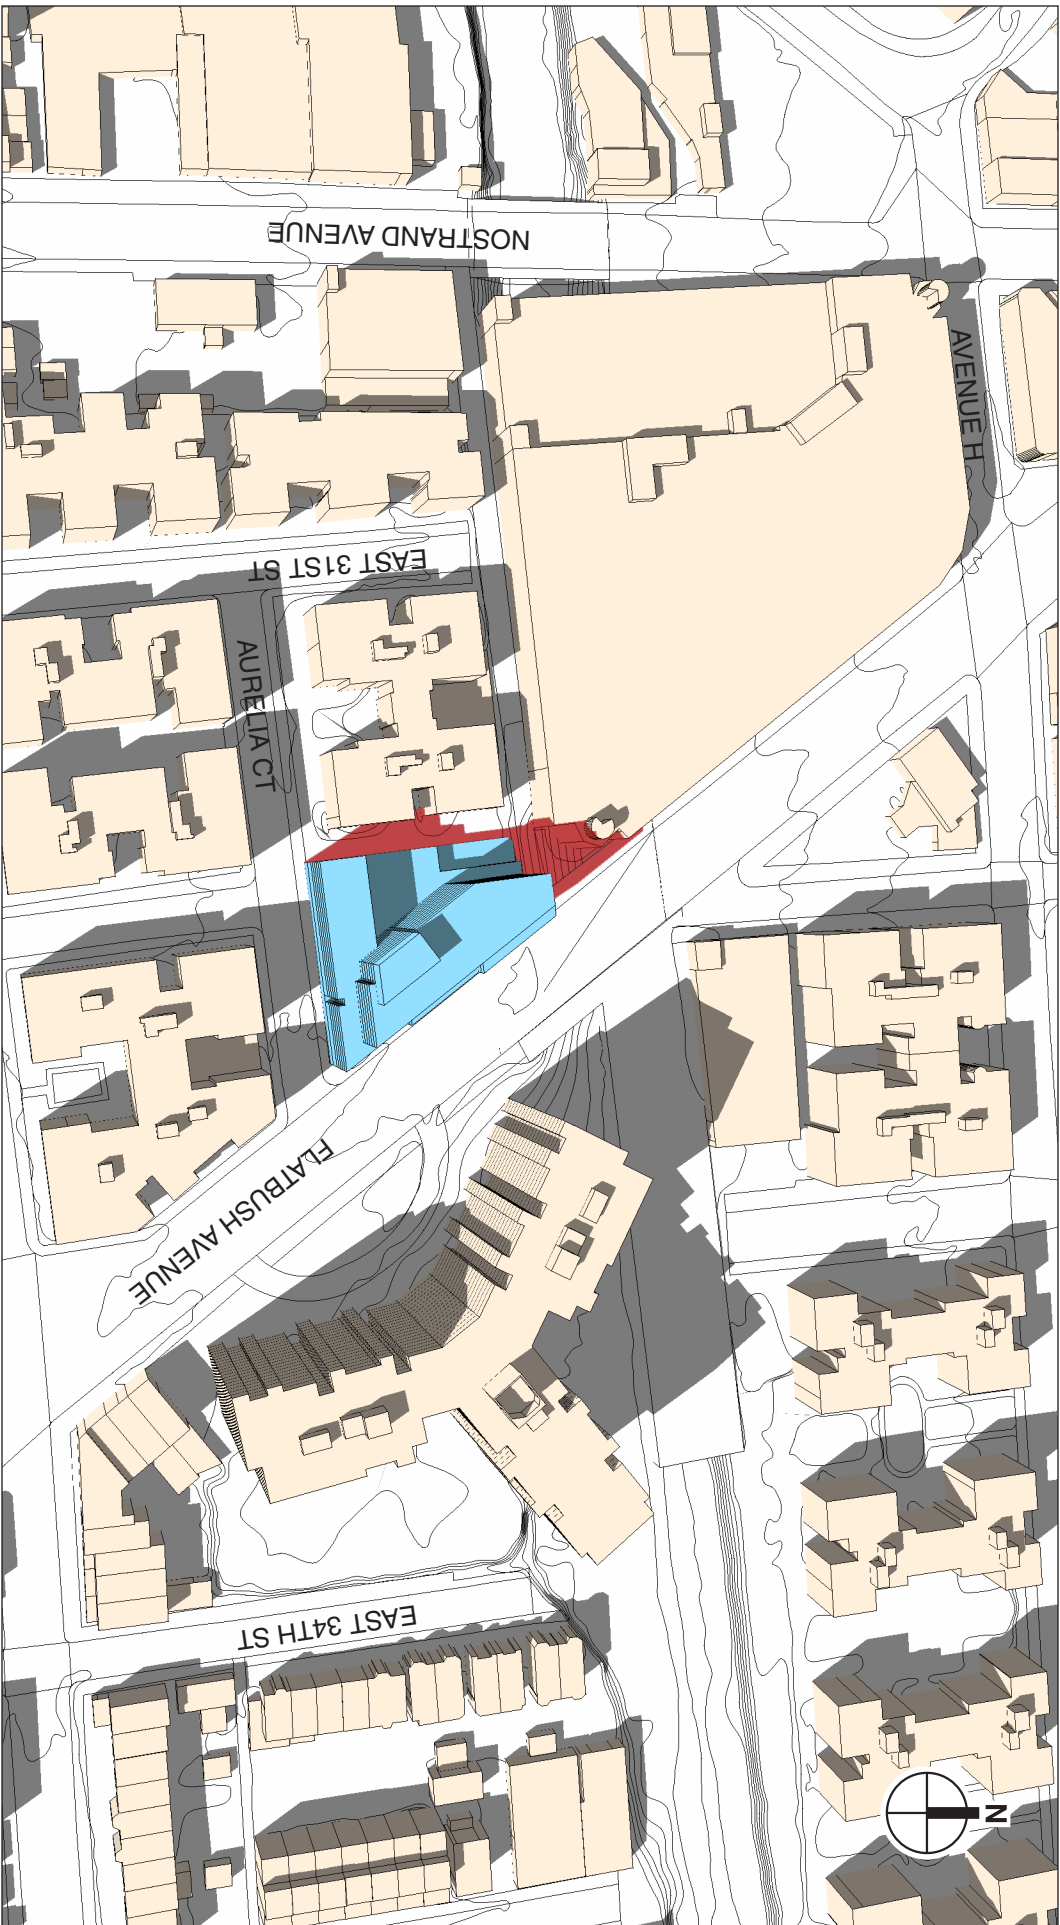 NOSTRAND AVENUE
AVENUE H
EAST 31ST ST
AURELIA CT
FLATBUSH AVENUE
EAST 34TH ST
N